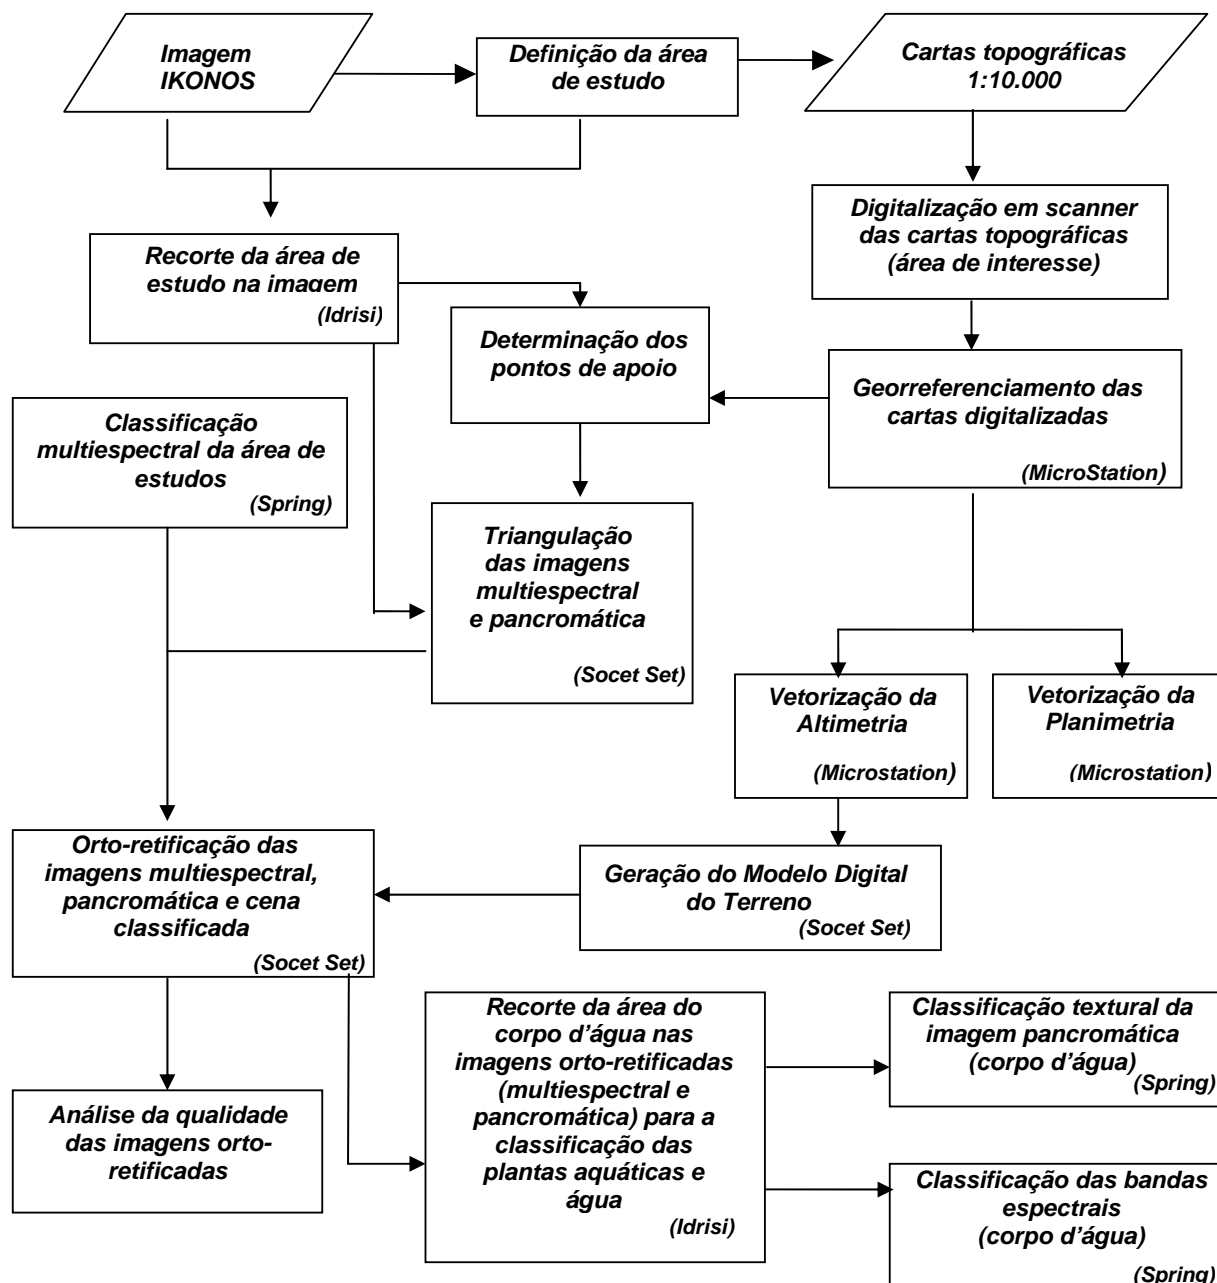 Imagem
IKONOS
Definição da área
de estudo
Cartas topográficas
1:10.000
Digitalização em scanner
das cartas topográficas
(área de interesse)
Recorte da área de
estudo na imagem
(Idrisi)
Determinação dos
pontos de apoio
Georreferenciamento das
cartas digitalizadas
(MicroStation)
Classificação
multiespectral da área de
estudos
(Spring)
Triangulação
das imagens
multiespectral
e pancromática
(Socet Set)
Vetorização da
Altimetria
(Microstation)
Vetorização da
Planimetria
(Microstation)
Orto-retificação das
imagens multiespectral,
pancromática e cena
classificada
(Socet Set)
Geração do Modelo Digital
do Terreno
(Socet Set)
Recorte da área do
corpo d’água nas
imagens orto-retificadas
(multiespectral e
pancromática) para a
classificação das
plantas aquáticas e
água
(Idrisi)
Classificação textural da
imagem pancromática
(corpo d’água)
(Spring)
Análise da qualidade
das imagens orto-
retificadas
Classificação das bandas
espectrais
(corpo d’água)
(Spring)